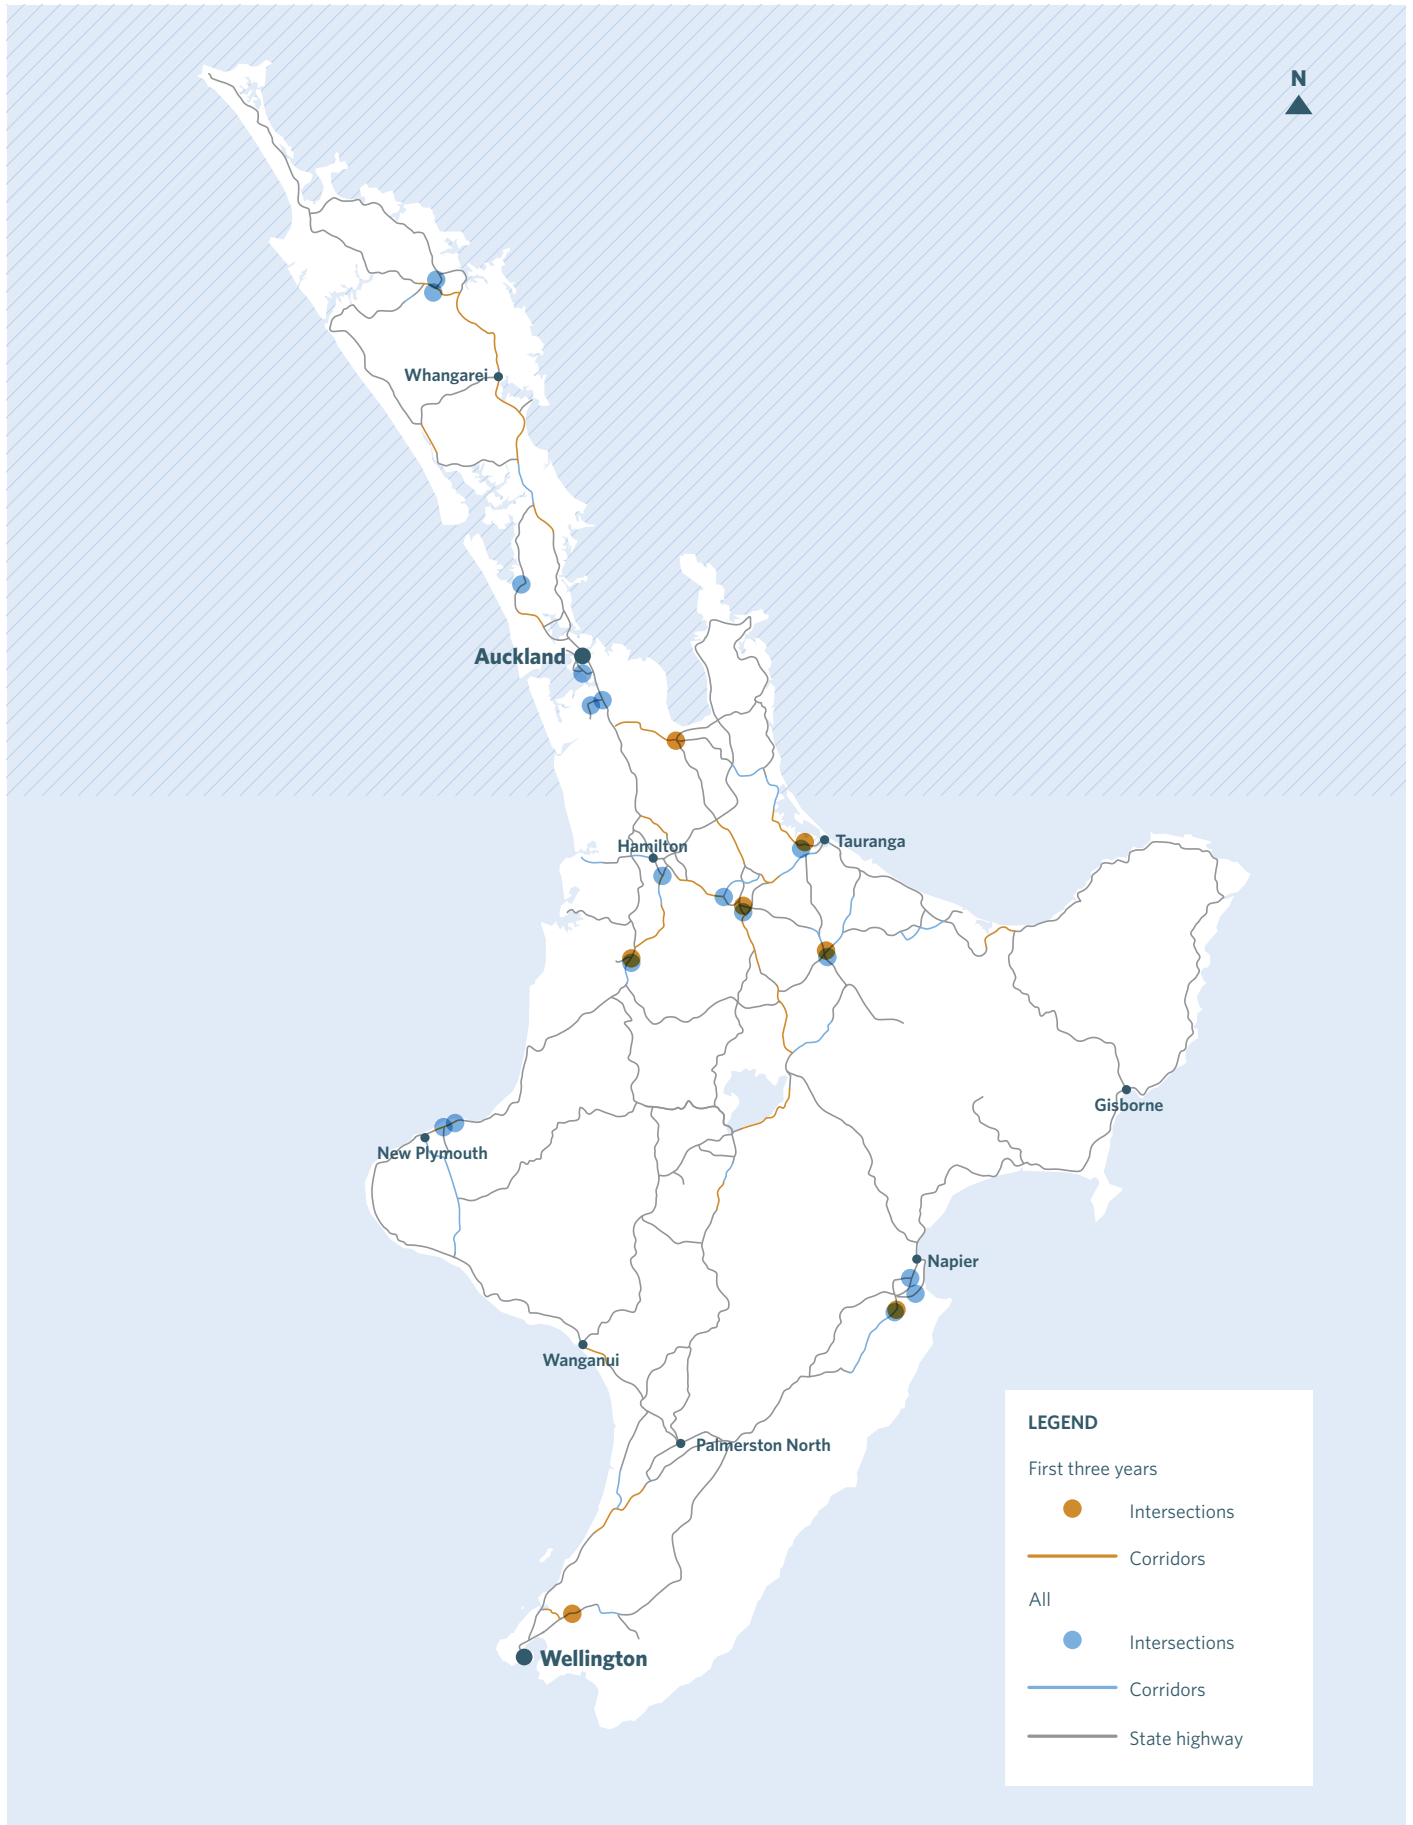 N
Whangarei
Auckland
Tauranga
Hamilton
Gisborne
New Plymouth
Napier
Wanganui
Palmerston North
Wellington
LEGEND
First three years
Intersections
Corridors
All
Intersections
Corridors
State highway